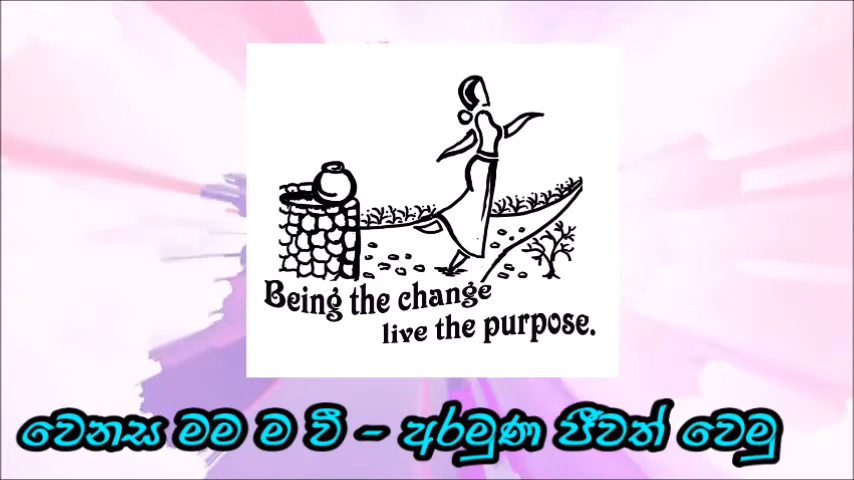 Being the change
live the purpose.
වෙනස මම ම වී - අරමුණ ජීවත් වෙමු